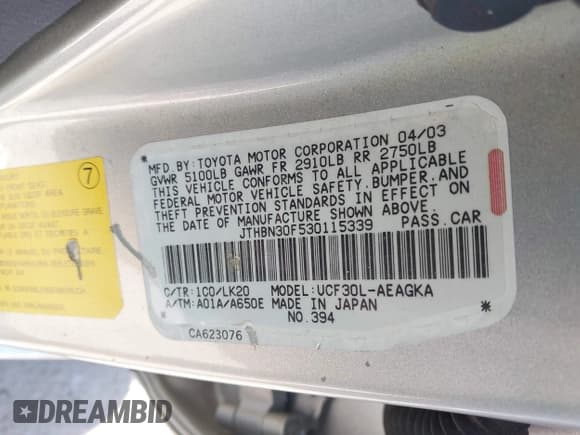 MFD BY:TOYOTA MOTOR CORPORATION 04/03
GVWR 5100LB GAWR FR 2910LB RR 2750LB
THIS VEHICLE CONFORMS TO ALL APPLICABLE
FEDERAL MOTOR VEHICLE SAFETY,BUMPER,AND
THEFT PREVENTION STANDARDS IN EFFECT ON
THE DATE OF MANUFACTURE SHOWN ABOVE.
JTHBN30F530115339 PASS.CAR
C/TR:1C0/LK20 MODEL:UCF30L-AEAGKA
A/TM:A01A/A650E MADE IN JAPAN
NO.394
CA623076
7
DREAMBID